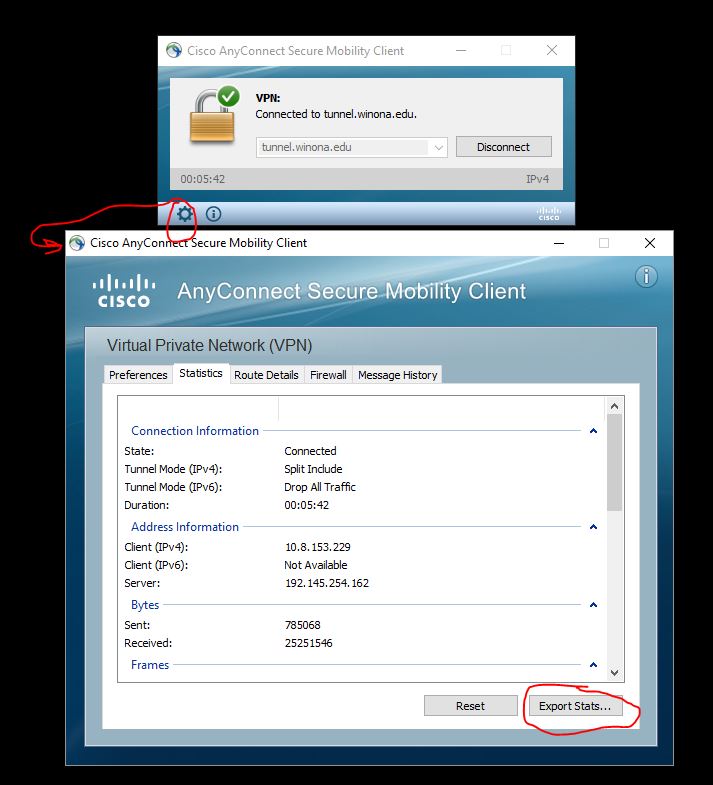 Cisco AnyConnect Secure Mobility Client
VPN:
Connected to tunnel.winona.edu.
tunnel.winona.edu
Disconnect
00:05:42 IPv4
cisco
Cisco AnyConnect Secure Mobility Client
cisco AnyConnect Secure Mobility Client
Virtual Private Network (VPN)
Preferences Statistics Route Details Firewall Message History
Connection Information
State: Connected
Tunnel Mode (IPv4): Split Include
Tunnel Mode (IPv6): Drop All Traffic
Duration: 00:05:42
Address Information
Client (IPv4): 10.8.153.229
Client (IPv6): Not Available
Server: 192.145.254.162
Bytes
Sent: 785068
Received: 25251546
Frames
Reset Export Stats...